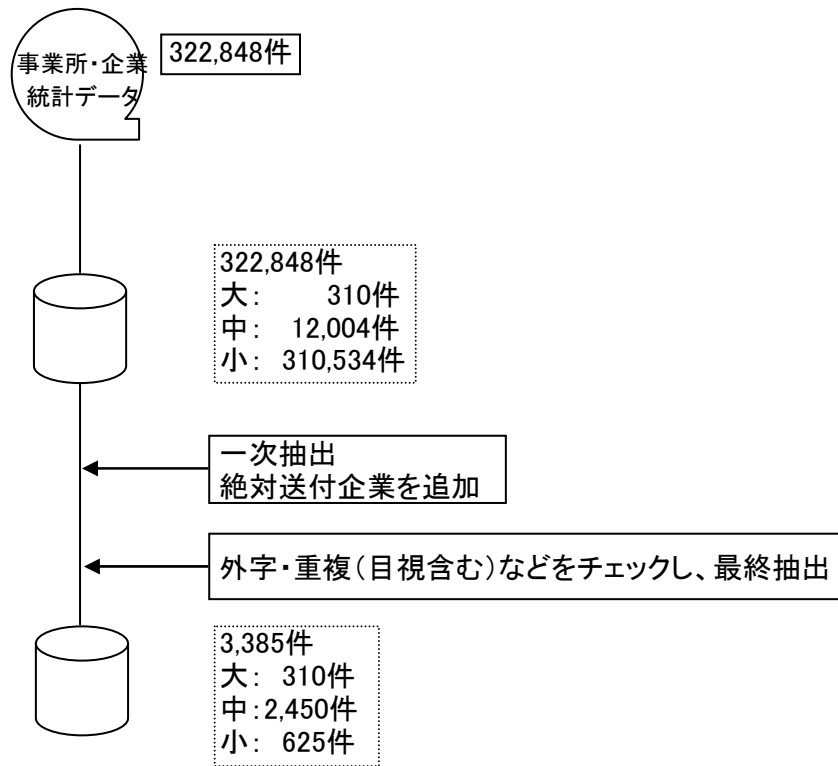 事業所・企業
統計データ
322,848件
322,848件
大： 310件
中： 12,004件
小： 310,534件
一次抽出
絶対送付企業を追加
外字・重複（目視含む）などをチェックし、最終抽出
3,385件
大： 310件
中：2,450件
小： 625件